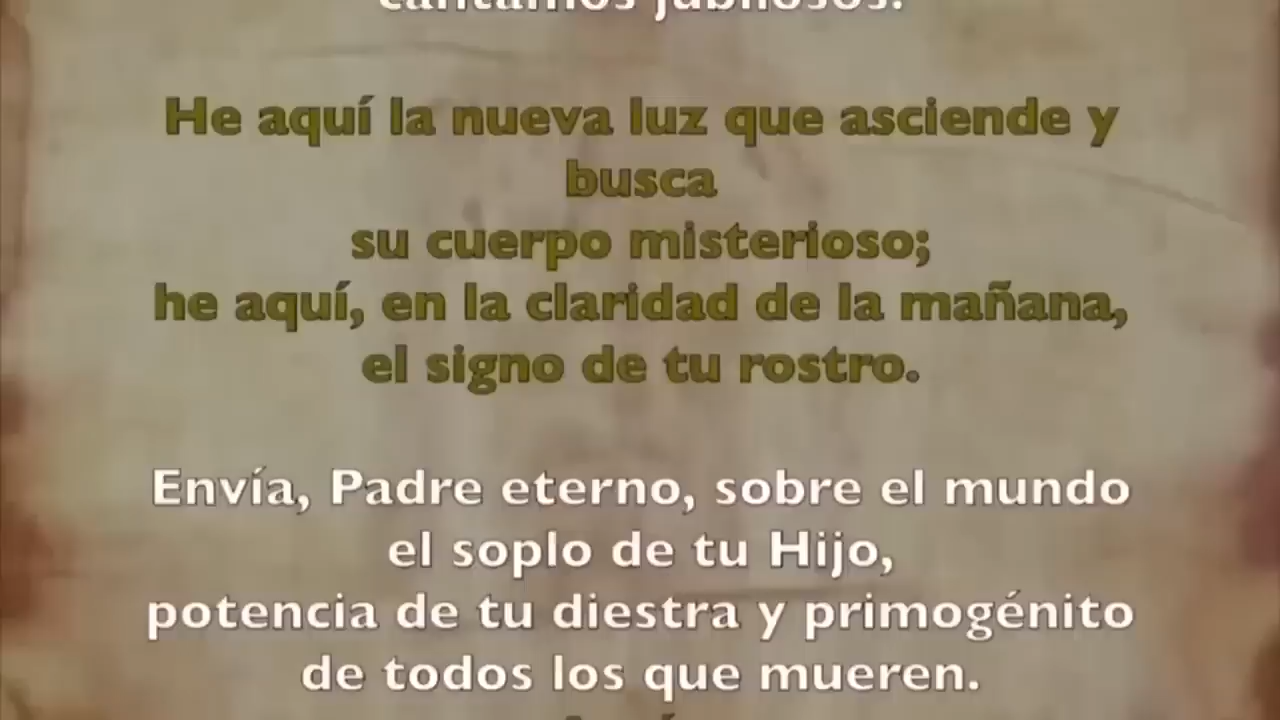 cantamos jubilosos.
He aquí la nueva luz que asciende y
busca
su cuerpo misterioso;
he aquí, en la claridad de la mañana,
el signo de tu rostro.
Envía, Padre eterno, sobre el mundo
el soplo de tu Hijo,
potencia de tu diestra y primogénito
de todos los que mueren.